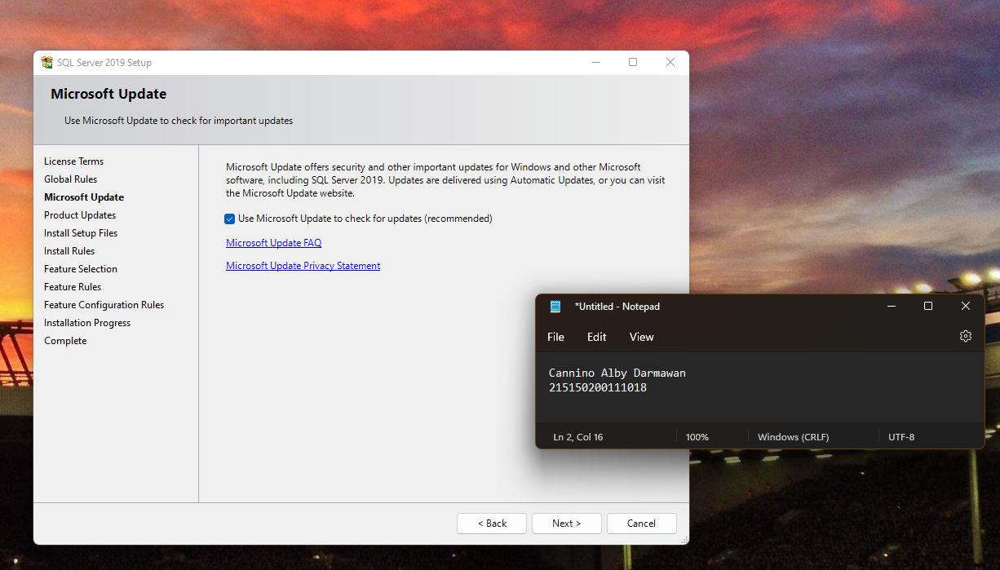 SQL Server 2019 Setup
Microsoft Update
Use Microsoft Update to check for important updates
License Terms
Global Rules
Microsoft Update
Product Updates
Install Setup Files
Install Rules
Feature Selection
Feature Rules
Feature Configuration Rules
Installation Progress
Complete
Microsoft Update offers security and other important updates for Windows and other Microsoft
software, including SQL Server 2019. Updates are delivered using Automatic Updates, or you can visit
the Microsoft Update website.
Use Microsoft Update to check for updates (recommended)
Microsoft Update FAQ
Microsoft Update Privacy Statement
< Back Next > Cancel
*Untitled - Notepad
File Edit View
Cannino Alby Darmawan
215150200111018
Ln 2, Col 16 100% Windows (CRLF) UTF-8